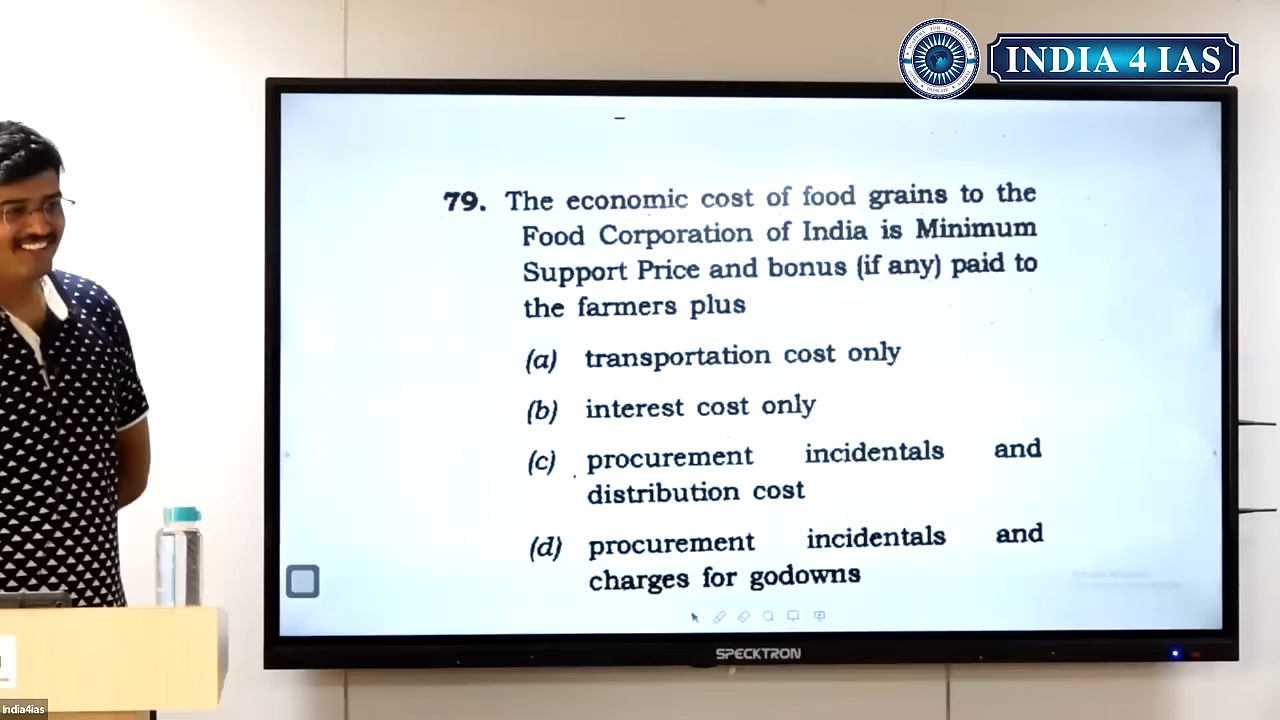 INDIA 4 IAS
79. The economic cost of food grains to the
Food Corporation of India is Minimum
Support Price and bonus (if any) paid to
the farmers plus
(a) transportation cost only
(b) interest cost only
(c) procurement incidentals and
distribution cost
(d) procurement incidentals and
charges for godowns
SPECKTRON
India4ias